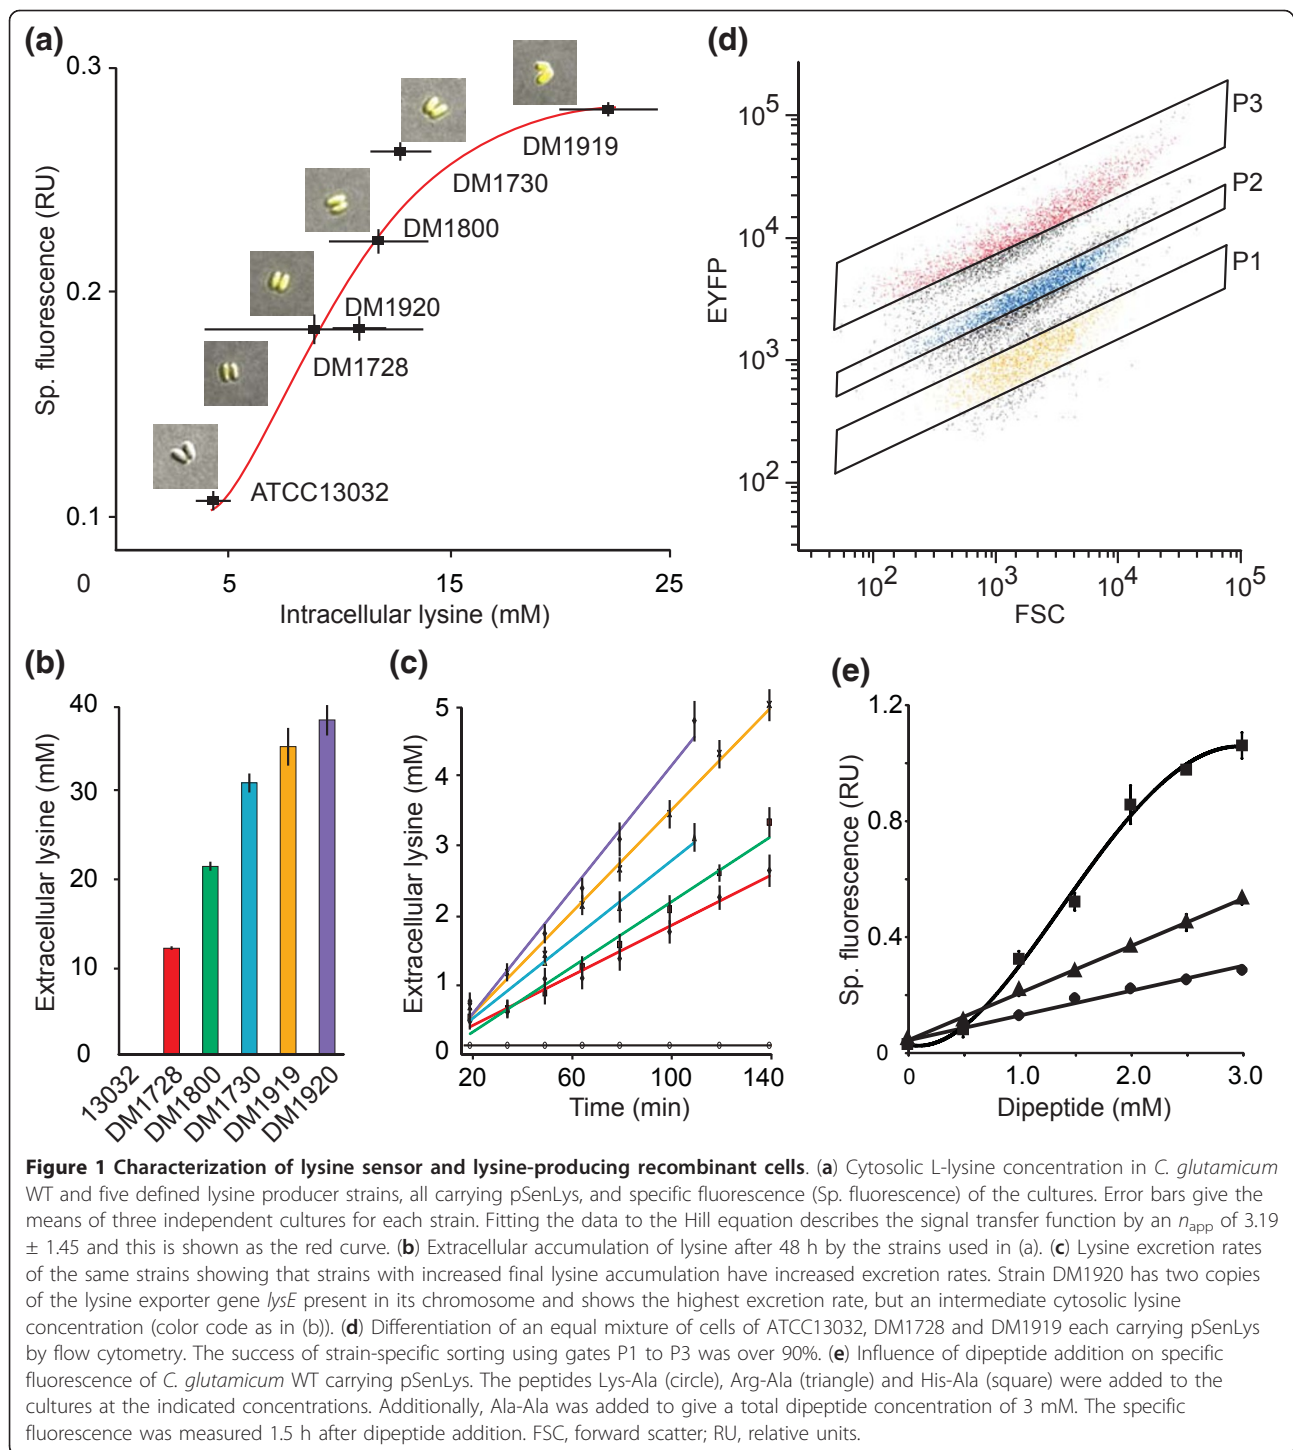 (a)
0.3
0.2
0.1
0
5
15
25
Sp. fluorescence (RU)
Intracellular lysine (mM)
DM1919
DM1730
DM1800
DM1920
DM1728
ATCC13032
(d)
10^5
10^4
10^3
10^2
EYFP
P3
P2
P1
10^2
10^3
10^4
10^5
FSC
(b)
40
30
20
10
0
Extracellular lysine (mM)
13032
DM1728
DM1800
DM1730
DM1919
DM1920
(c)
5
4
3
2
1
0
Extracellular lysine (mM)
20
60
100
140
Time (min)
(e)
1.2
0.8
0.4
0
Sp. fluorescence (RU)
0
1.0
2.0
3.0
Dipeptide (mM)
Figure 1 Characterization of lysine sensor and lysine-producing recombinant cells. (a) Cytosolic L-lysine concentration in C. glutamicum
WT and five defined lysine producer strains, all carrying pSenLys, and specific fluorescence (Sp. fluorescence) of the cultures. Error bars give the
means of three independent cultures for each strain. Fitting the data to the Hill equation describes the signal transfer function by an n_app of 3.19
± 1.45 and this is shown as the red curve. (b) Extracellular accumulation of lysine after 48 h by the strains used in (a). (c) Lysine excretion rates
of the same strains showing that strains with increased final lysine accumulation have increased excretion rates. Strain DM1920 has two copies
of the lysine exporter gene lysE present in its chromosome and shows the highest excretion rate, but an intermediate cytosolic lysine
concentration (color code as in (b)). (d) Differentiation of an equal mixture of cells of ATCC13032, DM1728 and DM1919 each carrying pSenLys
by flow cytometry. The success of strain-specific sorting using gates P1 to P3 was over 90%. (e) Influence of dipeptide addition on specific
fluorescence of C. glutamicum WT carrying pSenLys. The peptides Lys-Ala (circle), Arg-Ala (triangle) and His-Ala (square) were added to the
cultures at the indicated concentrations. Additionally, Ala-Ala was added to give a total dipeptide concentration of 3 mM. The specific
fluorescence was measured 1.5 h after dipeptide addition. FSC, forward scatter; RU, relative units.